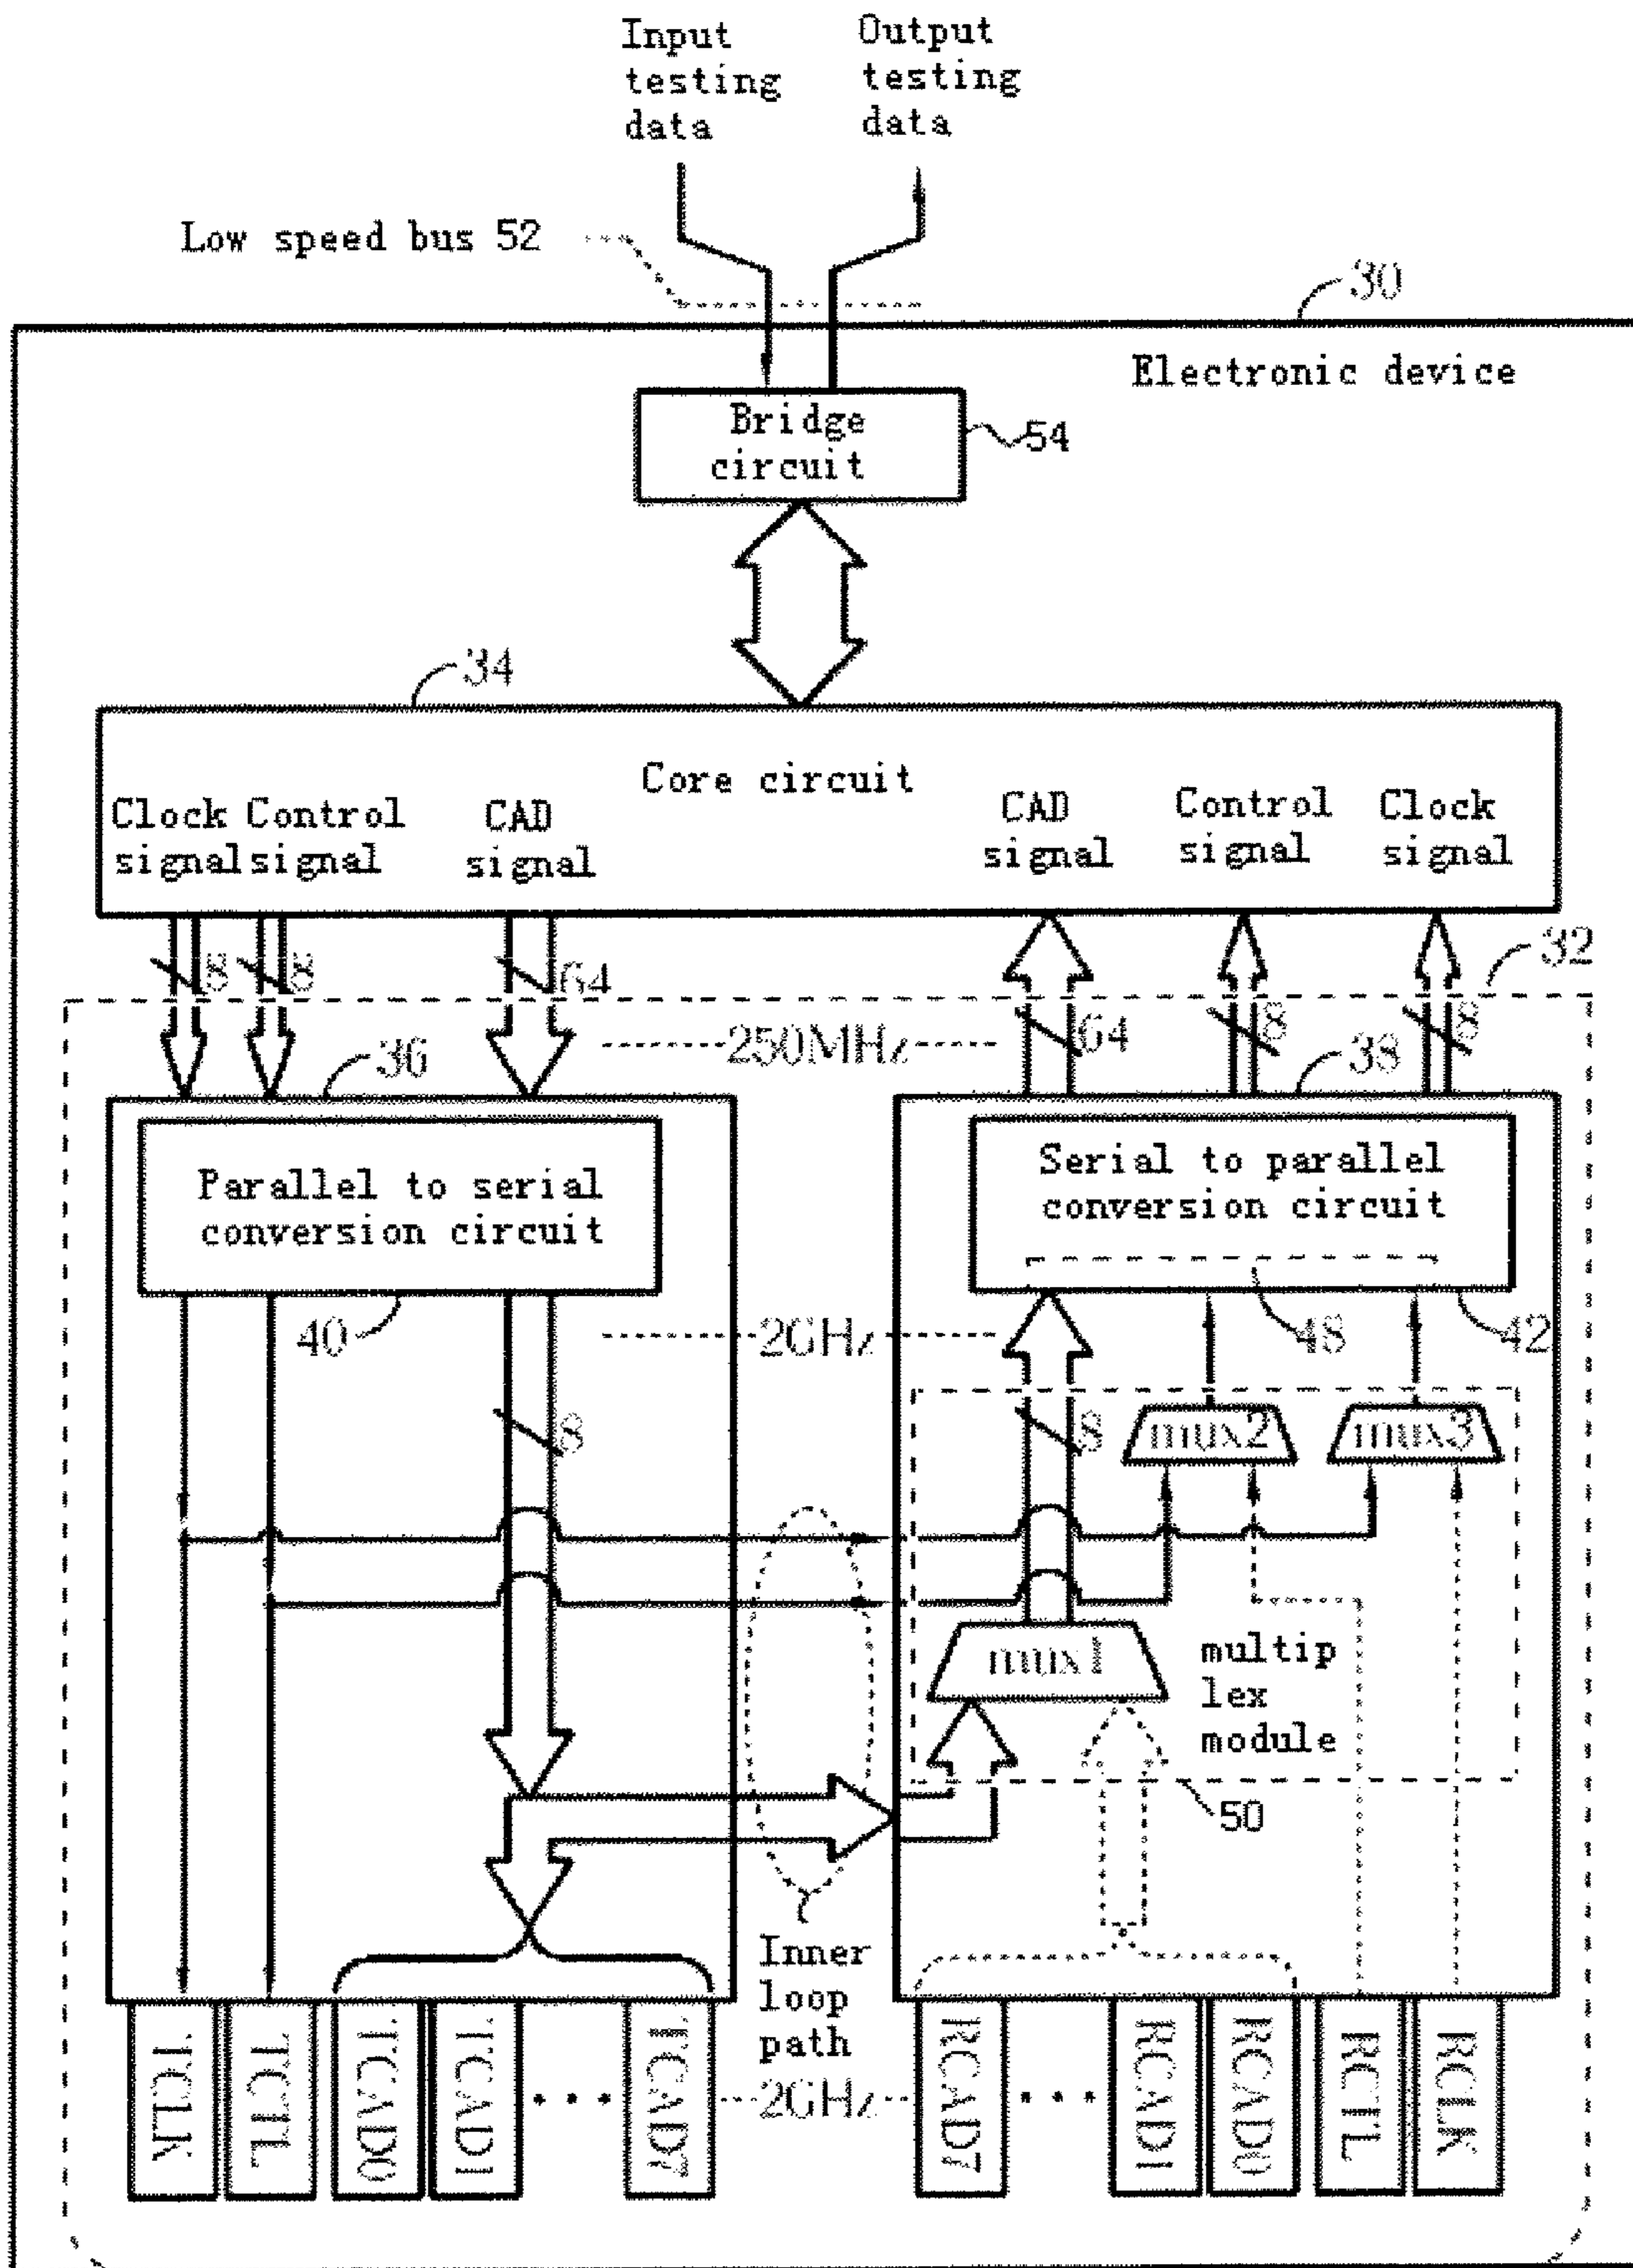 Input
testing
data
Output
testing
data
Low speed bus 52
30
Electronic device
Bridge
circuit
54
34
Core circuit
Clock
signal
Control
signal
CAD
signal
CAD
signal
Control
signal
Clock
signal
8
8
64
32
250MHz
64
8
8
36
38
Parallel to serial
conversion circuit
Serial to parallel
conversion circuit
40
2GHz
48
42
8
8
mux2
mux3
mux1
multip
lex
module
50
Inner
loop
path
2GHz
TCLK
TCTL
TCAD0
TCAD1
...
TCAD7
RCAD7
...
RCAD1
RCAD0
RCTL
RCLK